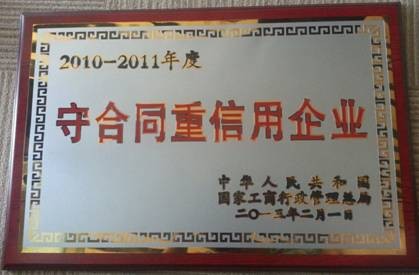 2010-2011年度
守合同重信用企业
中华人民共和国
国家工商行政管理总局
二〇一三年二月一日